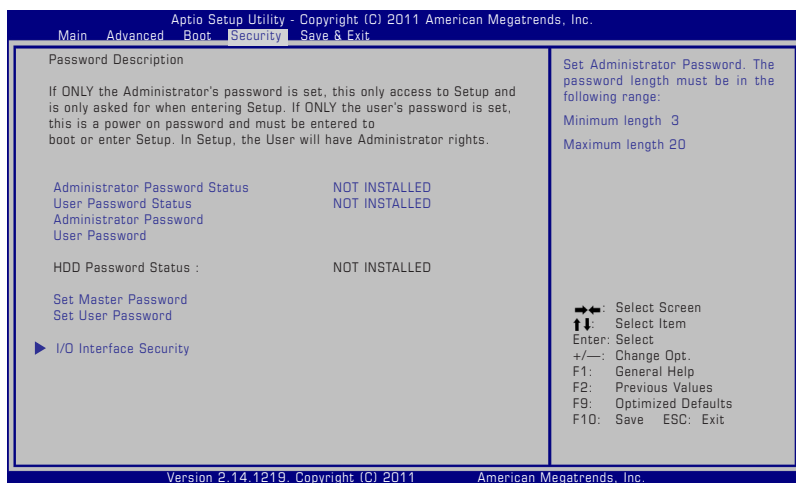 Aptio Setup Utility - Copyright (C) 2011 American Megatrends, Inc.
Main Advanced Boot Security Save & Exit
Password Description
If ONLY the Administrator's password is set, this only access to Setup and
is only asked for when entering Setup. If ONLY the user's password is set,
this is a power on password and must be entered to
boot or enter Setup. In Setup, the User will have Administrator rights.
Administrator Password Status NOT INSTALLED
User Password Status NOT INSTALLED
Administrator Password
User Password
HDD Password Status : NOT INSTALLED
Set Master Password
Set User Password
I/O Interface Security
Set Administrator Password. The
password length must be in the
following range:
Minimum length 3
Maximum length 20
→←: Select Screen
↑↓: Select Item
Enter: Select
+/—: Change Opt.
F1: General Help
F2: Previous Values
F9: Optimized Defaults
F10: Save ESC: Exit
Version 2.14.1219. Copyright (C) 2011 American Megatrends, Inc.